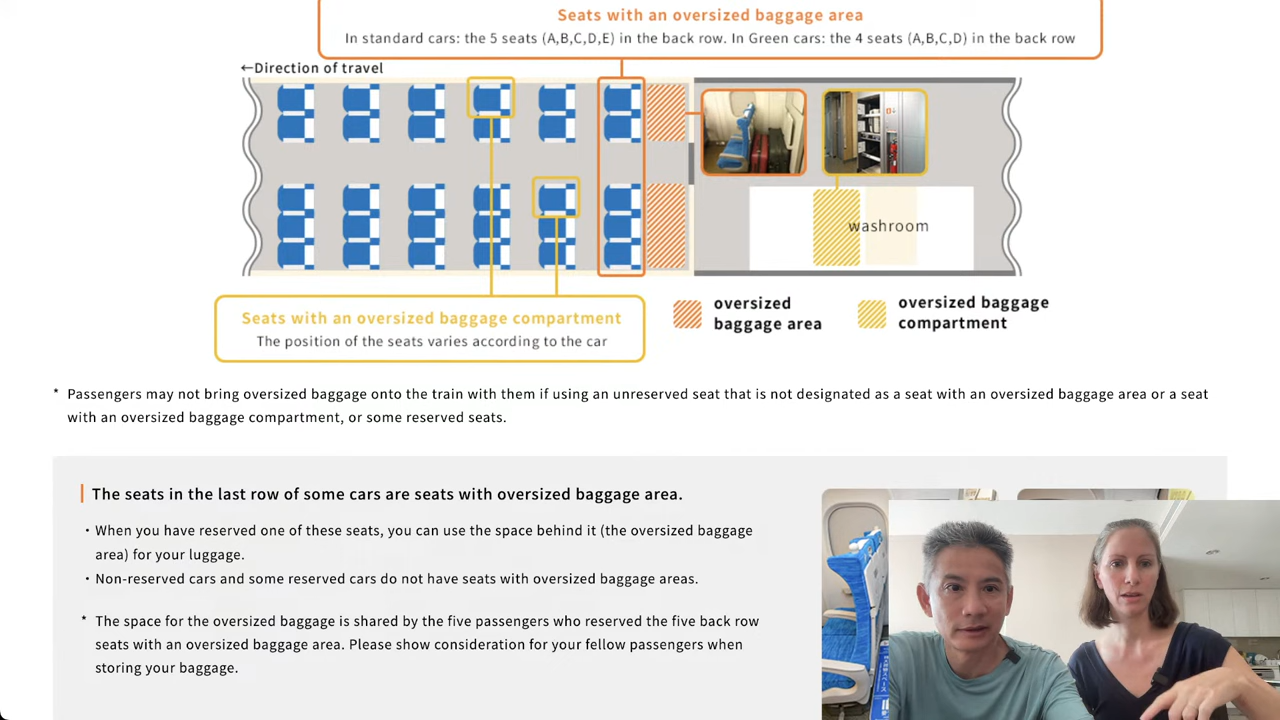 Seats with an oversized baggage area
In standard cars: the 5 seats (A,B,C,D,E) in the back row. In Green cars: the 4 seats (A,B,C,D) in the back row
←Direction of travel
washroom
Seats with an oversized baggage compartment
The position of the seats varies according to the car
oversized
baggage area
oversized baggage
compartment
* Passengers may not bring oversized baggage onto the train with them if using an unreserved seat that is not designated as a seat with an oversized baggage area or a seat
with an oversized baggage compartment, or some reserved seats.
The seats in the last row of some cars are seats with oversized baggage area.
・When you have reserved one of these seats, you can use the space behind it (the oversized baggage
area) for your luggage.
・Non-reserved cars and some reserved cars do not have seats with oversized baggage areas.
* The space for the oversized baggage is shared by the five passengers who reserved the five back row
seats with an oversized baggage area. Please show consideration for your fellow passengers when
storing your baggage.